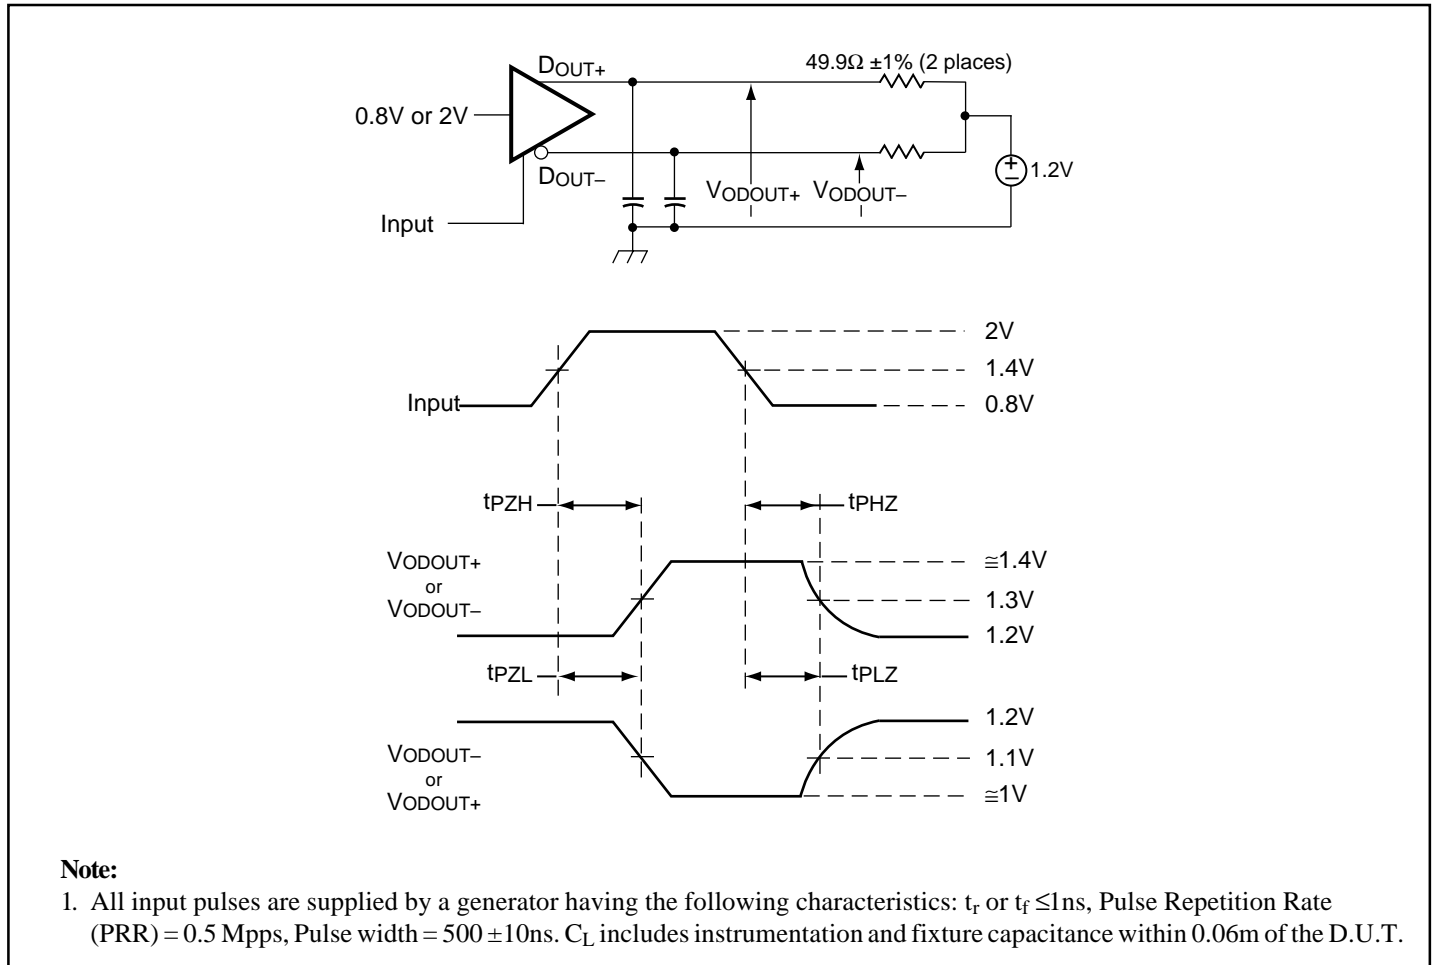 DOUT+
49.9Ω ±1% (2 places)
0.8V or 2V
DOUT–
VODOUT+ VODOUT–
+
–
1.2V
Input
2V
1.4V
Input
0.8V
tPZH
tPHZ
VODOUT+
or
VODOUT–
≅1.4V
1.3V
1.2V
tPZL
tPLZ
VODOUT–
or
VODOUT+
1.2V
1.1V
≅1V
Note:
1. All input pulses are supplied by a generator having the following characteristics: tr or tf ≤1ns, Pulse Repetition Rate
(PRR) = 0.5 Mpps, Pulse width = 500 ±10ns. CL includes instrumentation and fixture capacitance within 0.06m of the D.U.T.